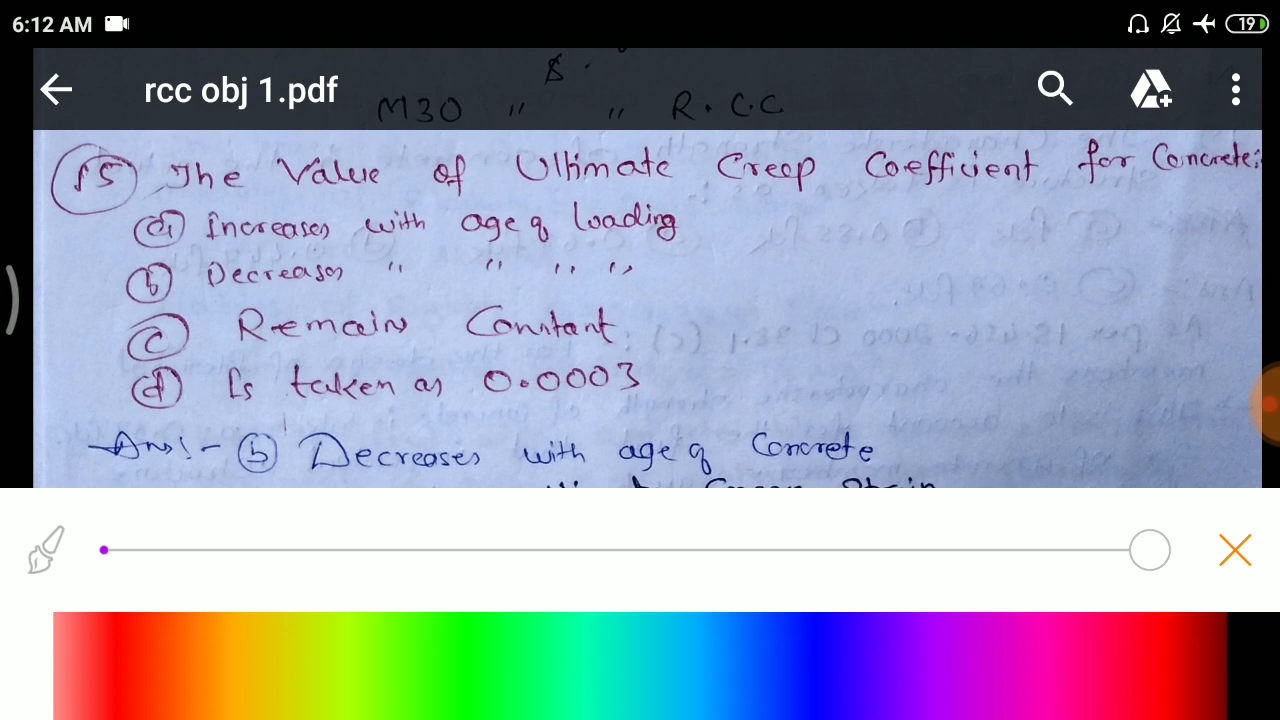 6:12 AM
19
rcc obj 1.pdf
M30 " " R.C.C
15 The Value of Ultimate Creep Coefficient for Concrete:
(a) Increases with age of loading
(b) Decreases " " " "
(c) Remain Constant
(d) Is taken as 0.0003
Ans:- (b) Decreases with age of Concrete
Strain